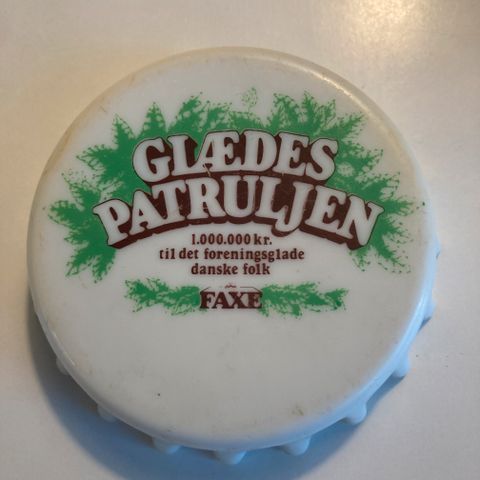 GLÆDES
PATRULJEN
1.000.000 kr.
til det foreningsglade
danske folk
FAXE